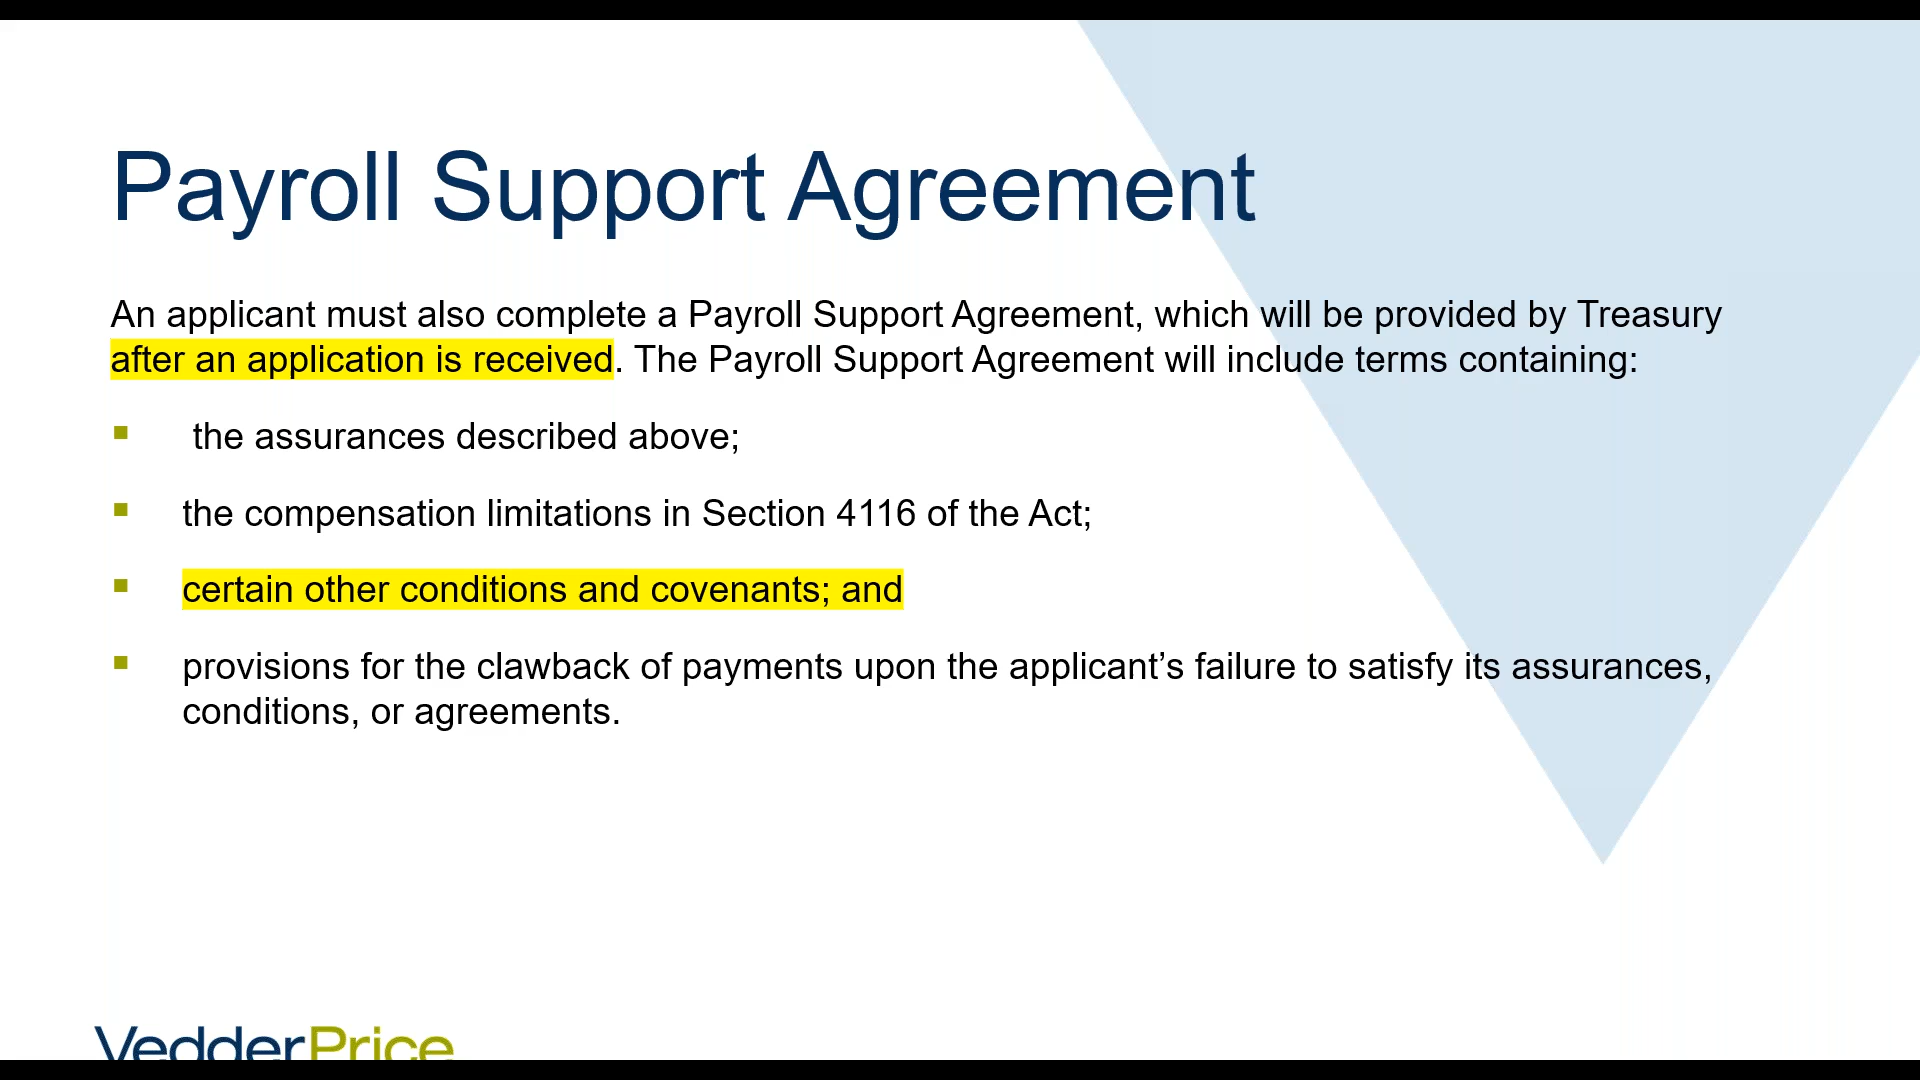 Payroll Support Agreement
An applicant must also complete a Payroll Support Agreement, which will be provided by Treasury
after an application is received. The Payroll Support Agreement will include terms containing:
the assurances described above;
the compensation limitations in Section 4116 of the Act;
certain other conditions and covenants; and
provisions for the clawback of payments upon the applicant’s failure to satisfy its assurances,
conditions, or agreements.
VedderPrice